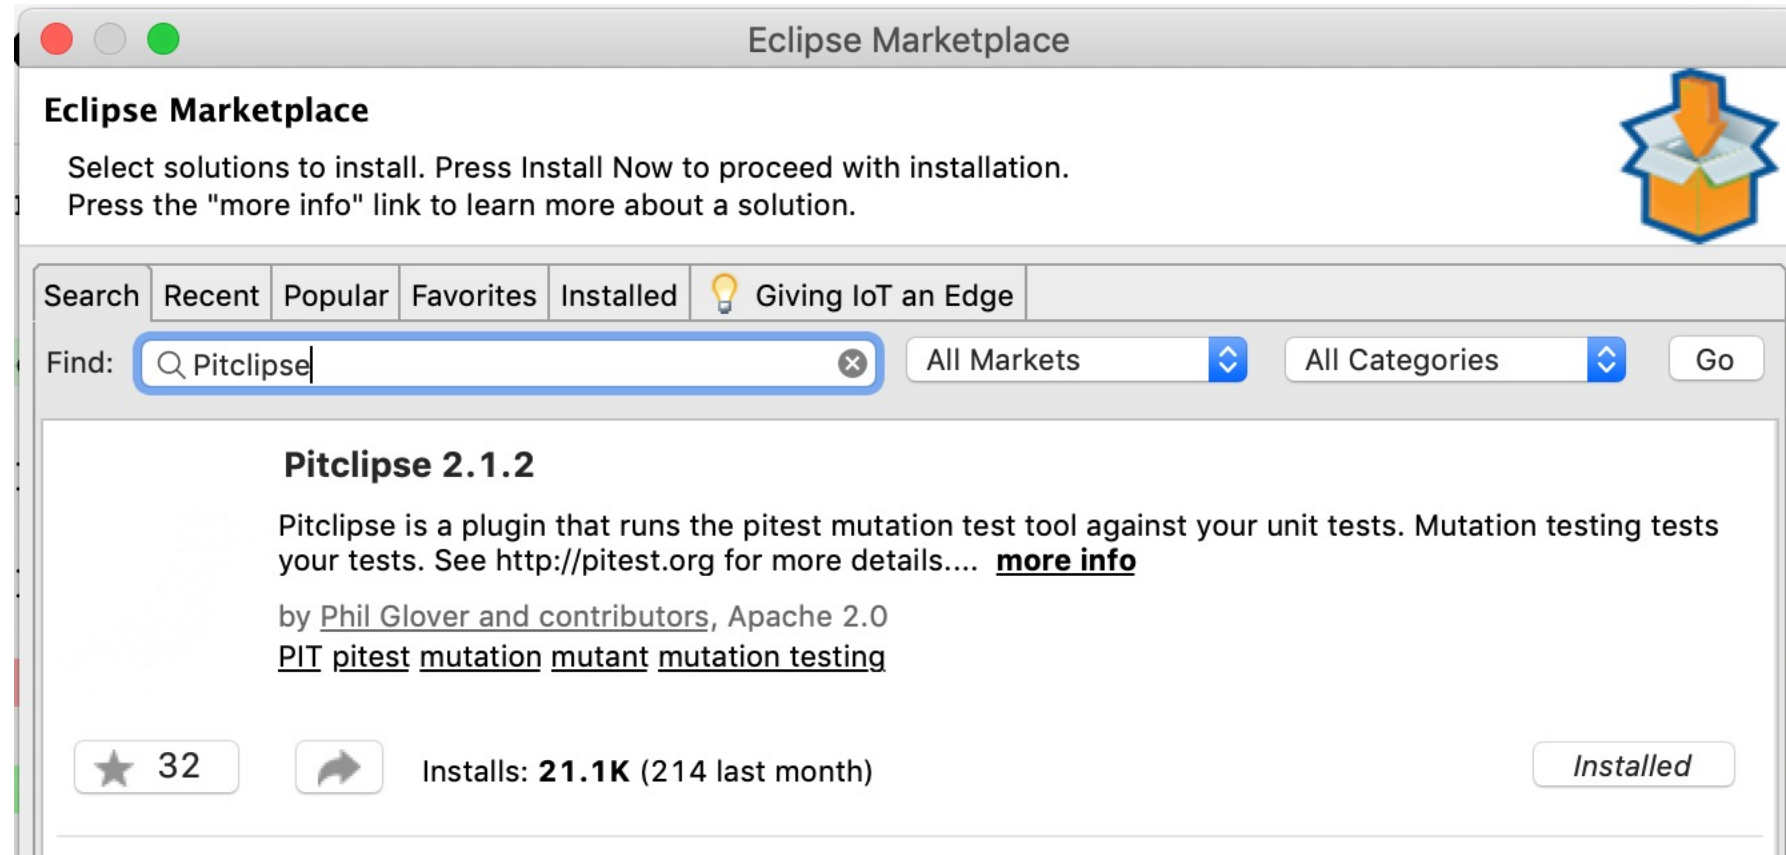 Eclipse Marketplace
Eclipse Marketplace
Select solutions to install. Press Install Now to proceed with installation.
Press the "more info" link to learn more about a solution.
Search Recent Popular Favorites Installed Giving IoT an Edge
Find: Pitclipse All Markets All Categories Go
Pitclipse 2.1.2
Pitclipse is a plugin that runs the pitest mutation test tool against your unit tests. Mutation testing tests
your tests. See http://pitest.org for more details.... more info
by Phil Glover and contributors, Apache 2.0
PIT pitest mutation mutant mutation testing
32 Installs: 21.1K (214 last month) Installed